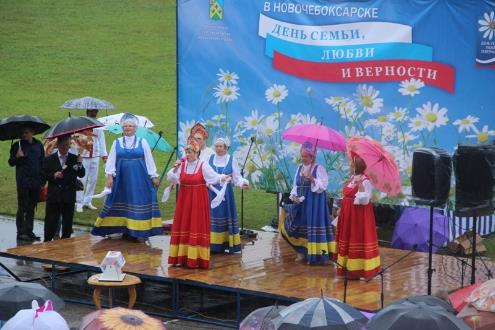 В НОВОЧЕБОКСАРСКЕ
ДЕНЬ СЕМЬИ,
ЛЮБВИ
И ВЕРНОСТИ